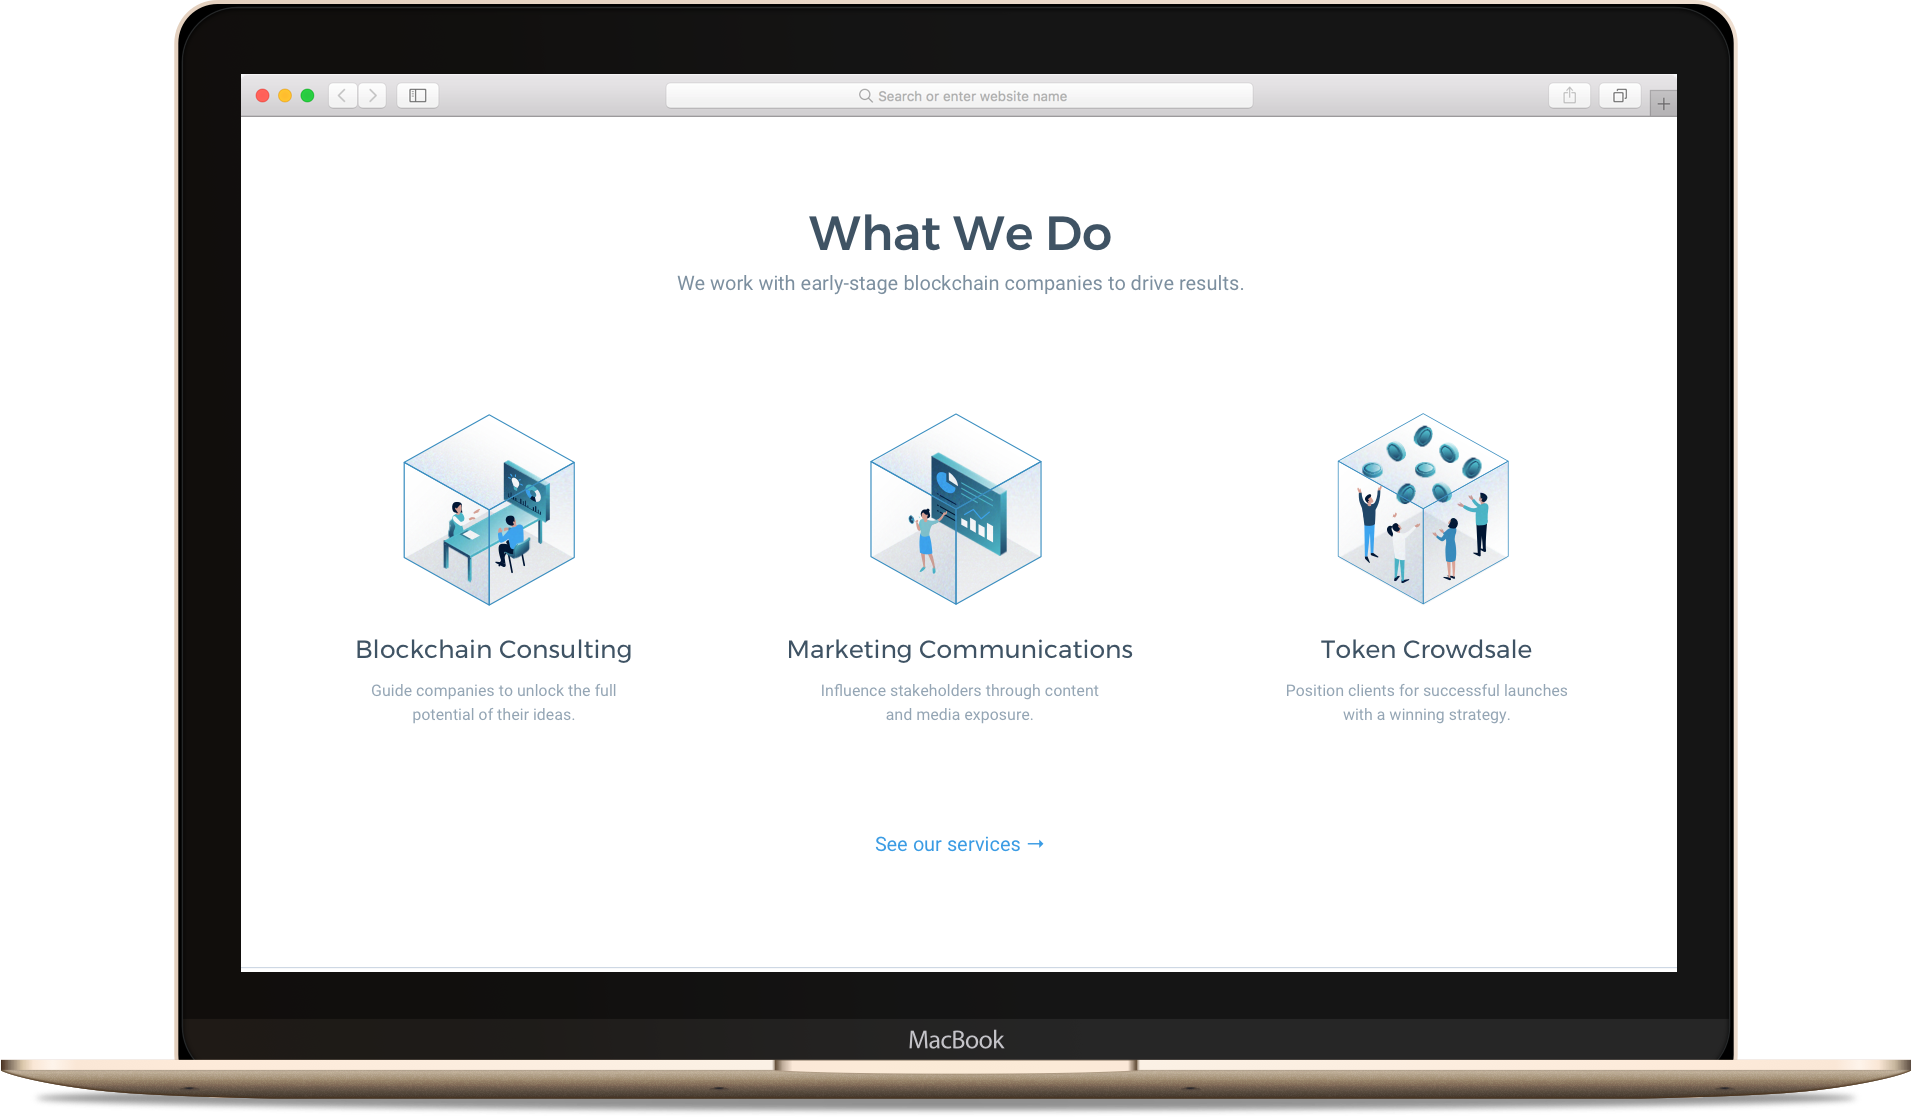 Search or enter website name
What We Do
We work with early-stage blockchain companies to drive results.
Blockchain Consulting
Guide companies to unlock the full
potential of their ideas.
Marketing Communications
Influence stakeholders through content
and media exposure.
Token Crowdsale
Position clients for successful launches
with a winning strategy.
See our services →
MacBook